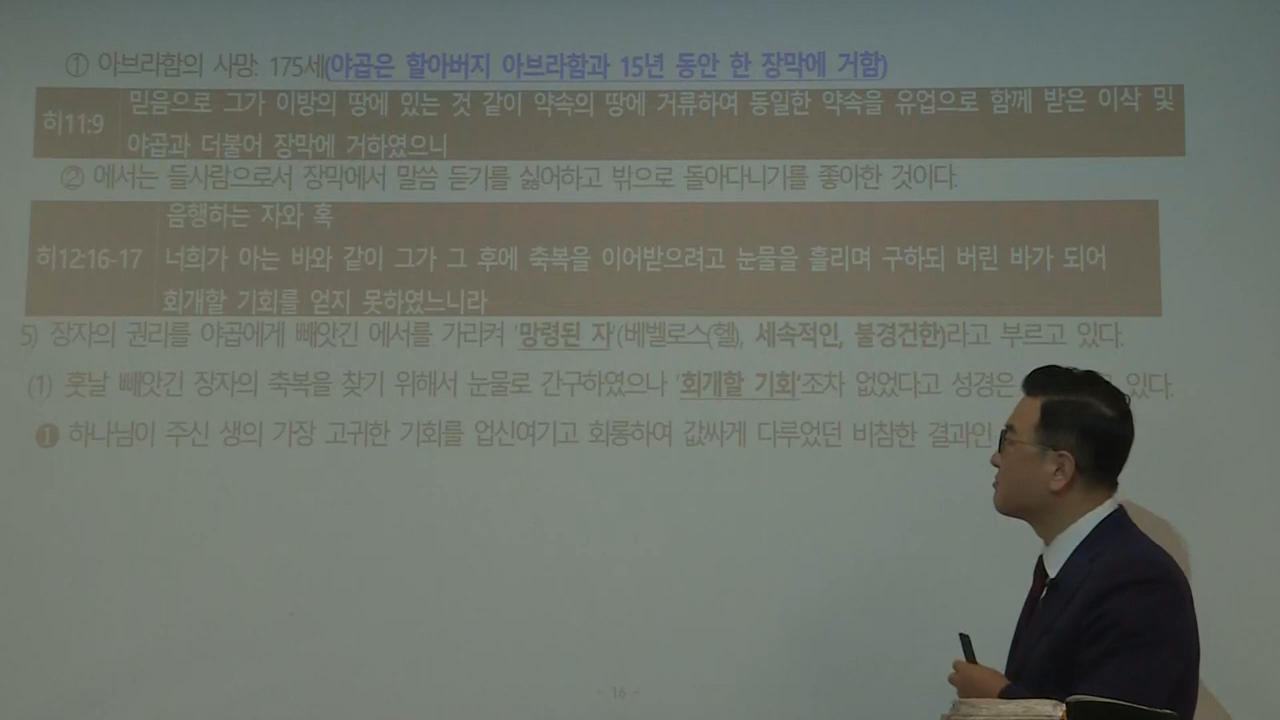 ① 아브라함의 사망: 175세(야곱은 할아버지 아브라함과 15년 동안 한 장막에 거함)
히11:9
믿음으로 그가 이방의 땅에 있는 것 같이 약속의 땅에 거류하여 동일한 약속을 유업으로 함께 받은 이삭 및
야곱과 더불어 장막에 거하였으니
② 에서는 들사람으로서 장막에서 말씀 듣기를 싫어하고 밖으로 돌아다니기를 좋아한 것이다.
히12:16-17
음행하는 자와 혹
너희가 아는 바와 같이 그가 그 후에 축복을 이어받으려고 눈물을 흘리며 구하되 버린 바가 되어
회개할 기회를 얻지 못하였느니라
5) 장자의 권리를 야곱에게 빼앗긴 에서를 가리켜 '망령된 자'(베벨로스(헬), 세속적인, 불경건한)라고 부르고 있다.
(1) 훗날 빼앗긴 장자의 축복을 찾기 위해서 눈물로 간구하였으나 '회개할 기회'조차 없었다고 성경은 있다.
❶ 하나님이 주신 생의 가장 고귀한 기회를 업신여기고 희롱하여 값싸게 다루었던 비참한 결과인
- 16 -